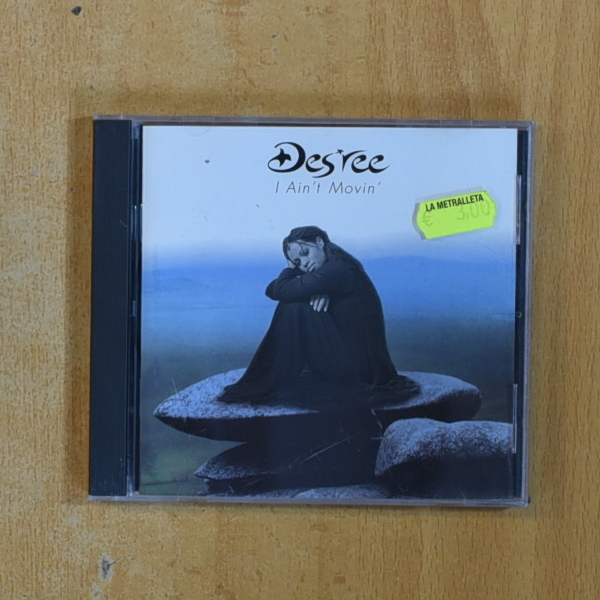 Des'ree
I Ain't Movin'
LA METRALLETA
€ 3,00